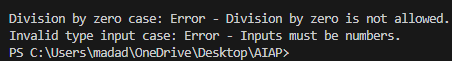 Division by zero case: Error - Division by zero is not allowed.
Invalid type input case: Error - Inputs must be numbers.
PS C:\Users\madad\OneDrive\Desktop\AIAP>